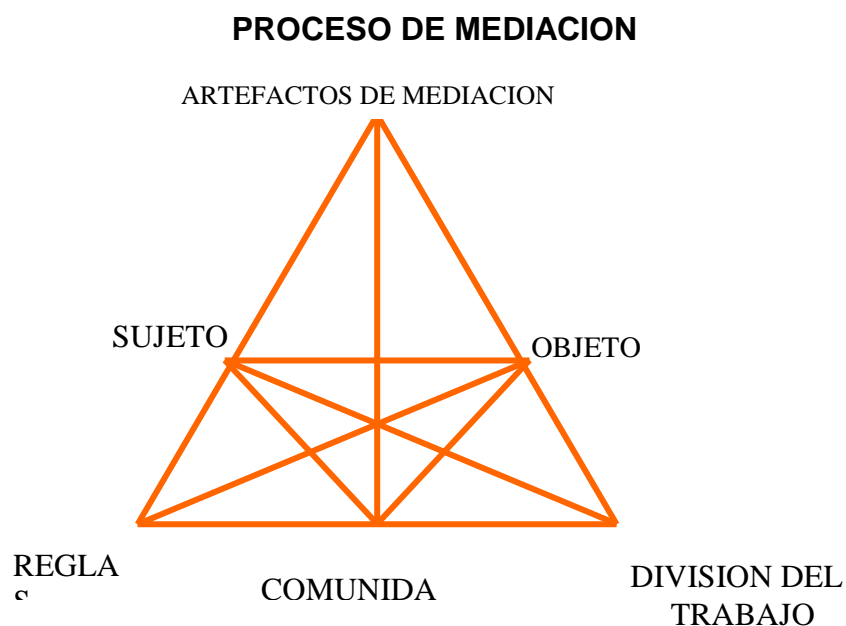 PROCESO DE MEDIACION
ARTEFACTOS DE MEDIACION
SUJETO
OBJETO
REGLA
S
COMUNIDA
DIVISION DEL
TRABAJO